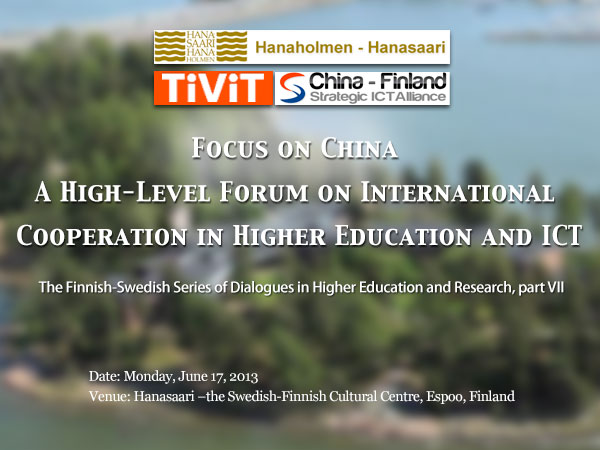 HANA
SAARI
HANA
HOLMEN
Hanaholmen - Hanasaari
TiViT
China - Finland
Strategic ICT Alliance
Focus on China
A High-Level Forum on International
Cooperation in Higher Education and ICT
The Finnish-Swedish Series of Dialogues in Higher Education and Research, part VII
Date: Monday, June 17, 2013
Venue: Hanasaari –the Swedish-Finnish Cultural Centre, Espoo, Finland